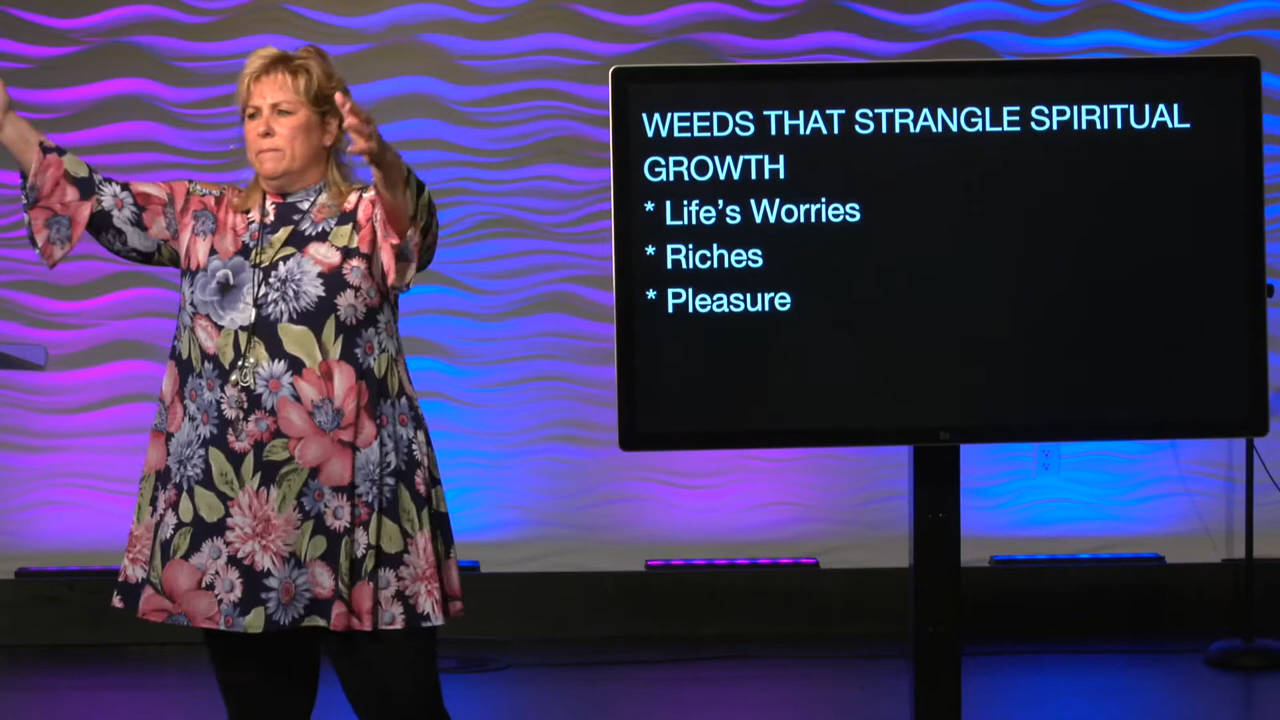 WEEDS THAT STRANGLE SPIRITUAL
GROWTH
* Life's Worries
* Riches
* Pleasure